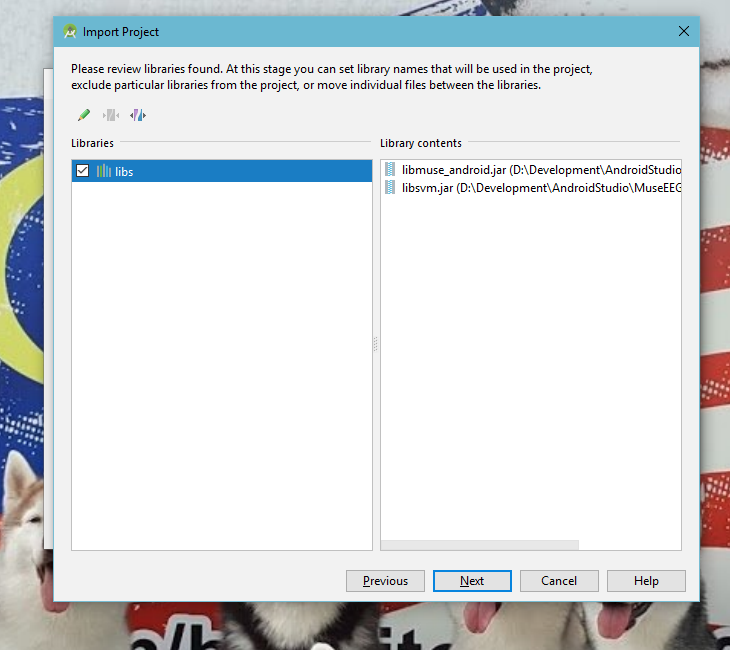 Import Project
Please review libraries found. At this stage you can set library names that will be used in the project,
exclude particular libraries from the project, or move individual files between the libraries.
Libraries
Library contents
libs
libmuse_android.jar (D:\Development\AndroidStudio
libsvm.jar (D:\Development\AndroidStudio\MuseEEG
Previous
Next
Cancel
Help